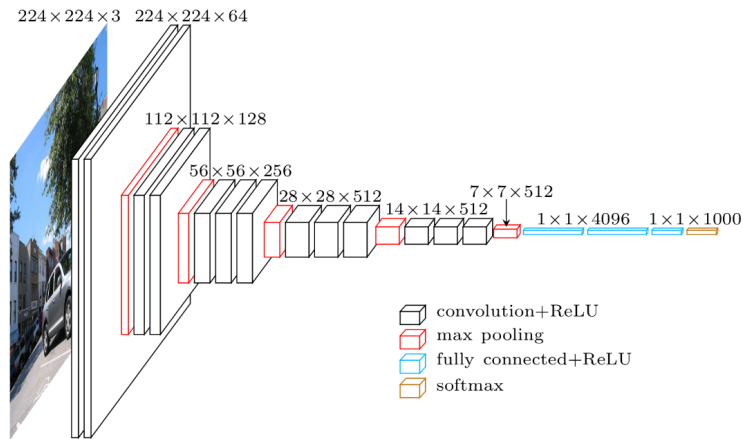 224×224×3
224×224×64
112×112×128
56×56×256
28×28×512
14×14×512
7×7×512
1×1×4096
1×1×1000
convolution+ReLU
max pooling
fully connected+ReLU
softmax